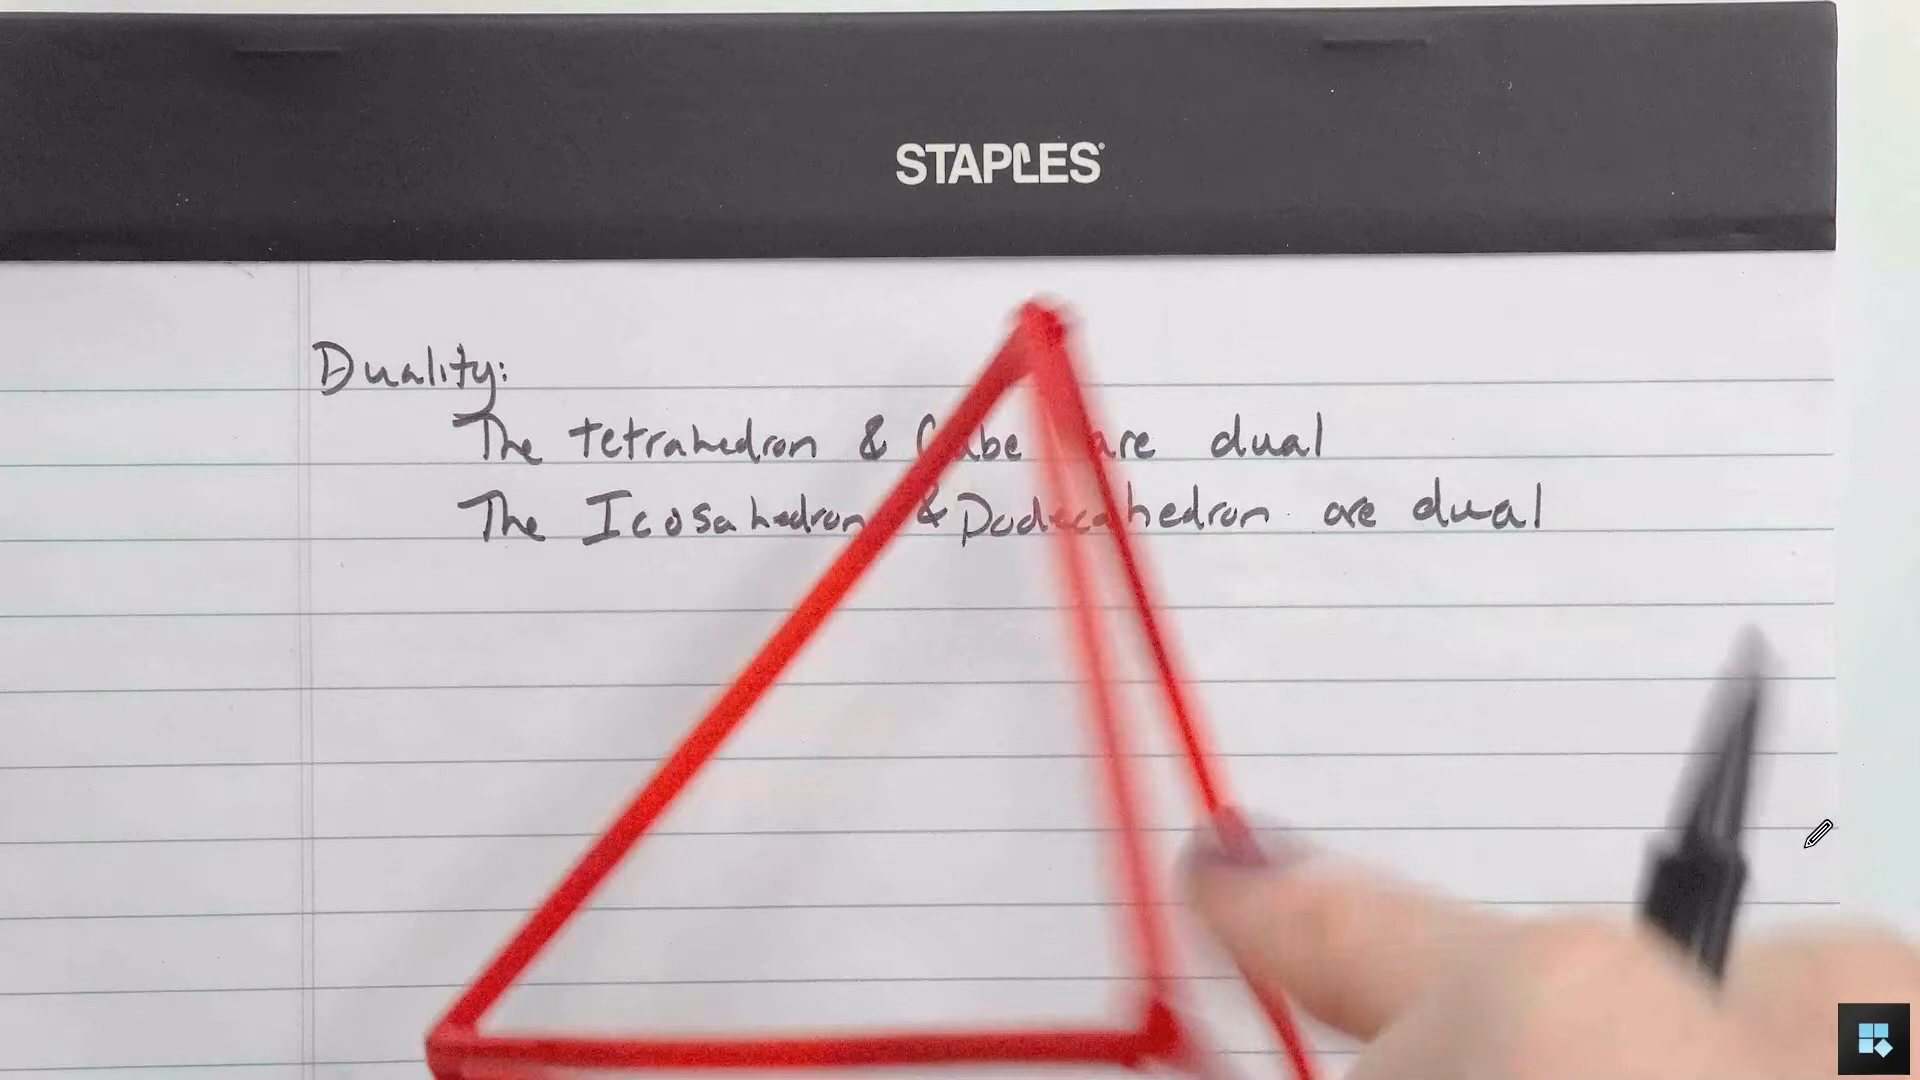 STAPLES
Duality:
The tetrahedron & Cube are dual
The Icosahedron & Dodecahedron are dual